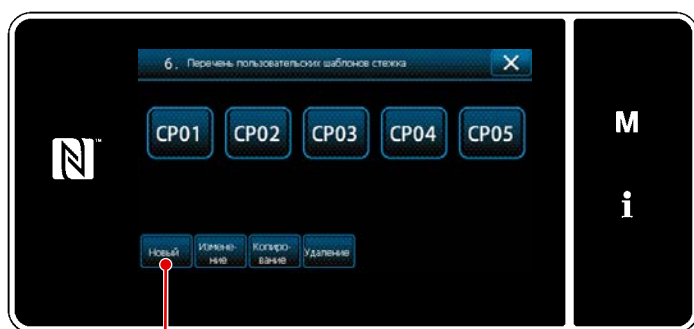 6. Перечень пользовательских шаблонов стежка
CP01 CP02 CP03 CP04 CP05
M
i
Новый Измене-ние Копиро-вание Удаление